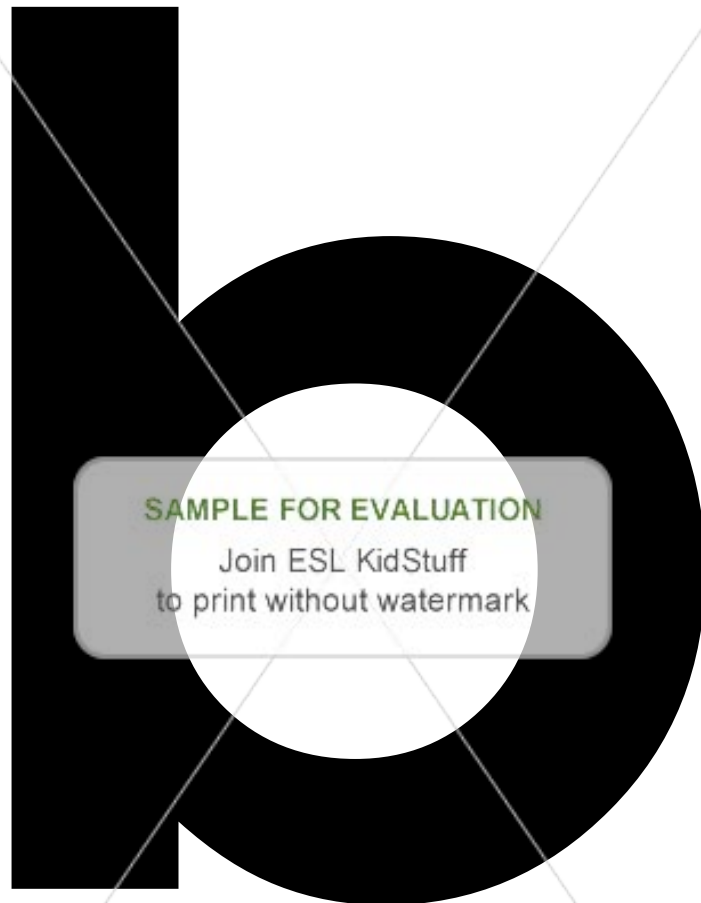 b
SAMPLE FOR EVALUATION
Join ESL KidStuff
to print without watermark